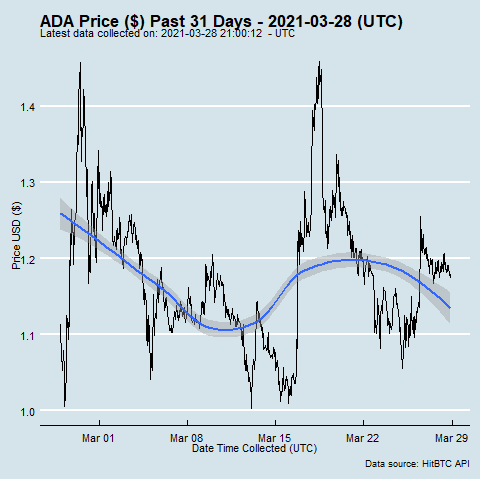 ADA Price ($) Past 31 Days - 2021-03-28 (UTC)
Latest data collected on: 2021-03-28 21:00:12 - UTC
Price USD ($)
1.4
1.3
1.2
1.1
1.0
Mar 01 Mar 08 Mar 15 Mar 22 Mar 29
Date Time Collected (UTC)
Data source: HitBTC API